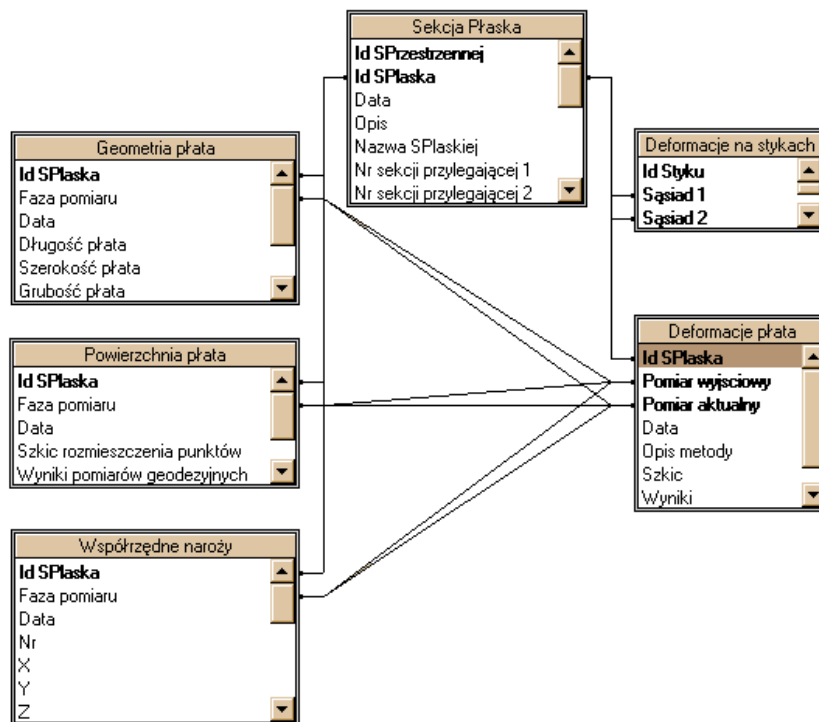 Sekcja Płaska
Id SPrzestrzennej
Id SPlaska
Data
Opis
Nazwa SPlaskiej
Nr sekcji przylegającej 1
Nr sekcji przylegającej 2
Geometria płata
Id SPlaska
Faza pomiaru
Data
Długość płata
Szerokość płata
Grubość płata
Deformacje na stykach
Id Styku
Sąsiad 1
Sąsiad 2
Powierzchnia płata
Id SPlaska
Faza pomiaru
Data
Szkic rozmieszczenia punktów
Wyniki pomiarów geodezyjnych
Deformacje płata
Id SPlaska
Pomiar wyjsciowy
Pomiar aktualny
Data
Opis metody
Szkic
Wyniki
Współrzędne naroży
Id SPlaska
Faza pomiaru
Data
Nr
X
Y
Z